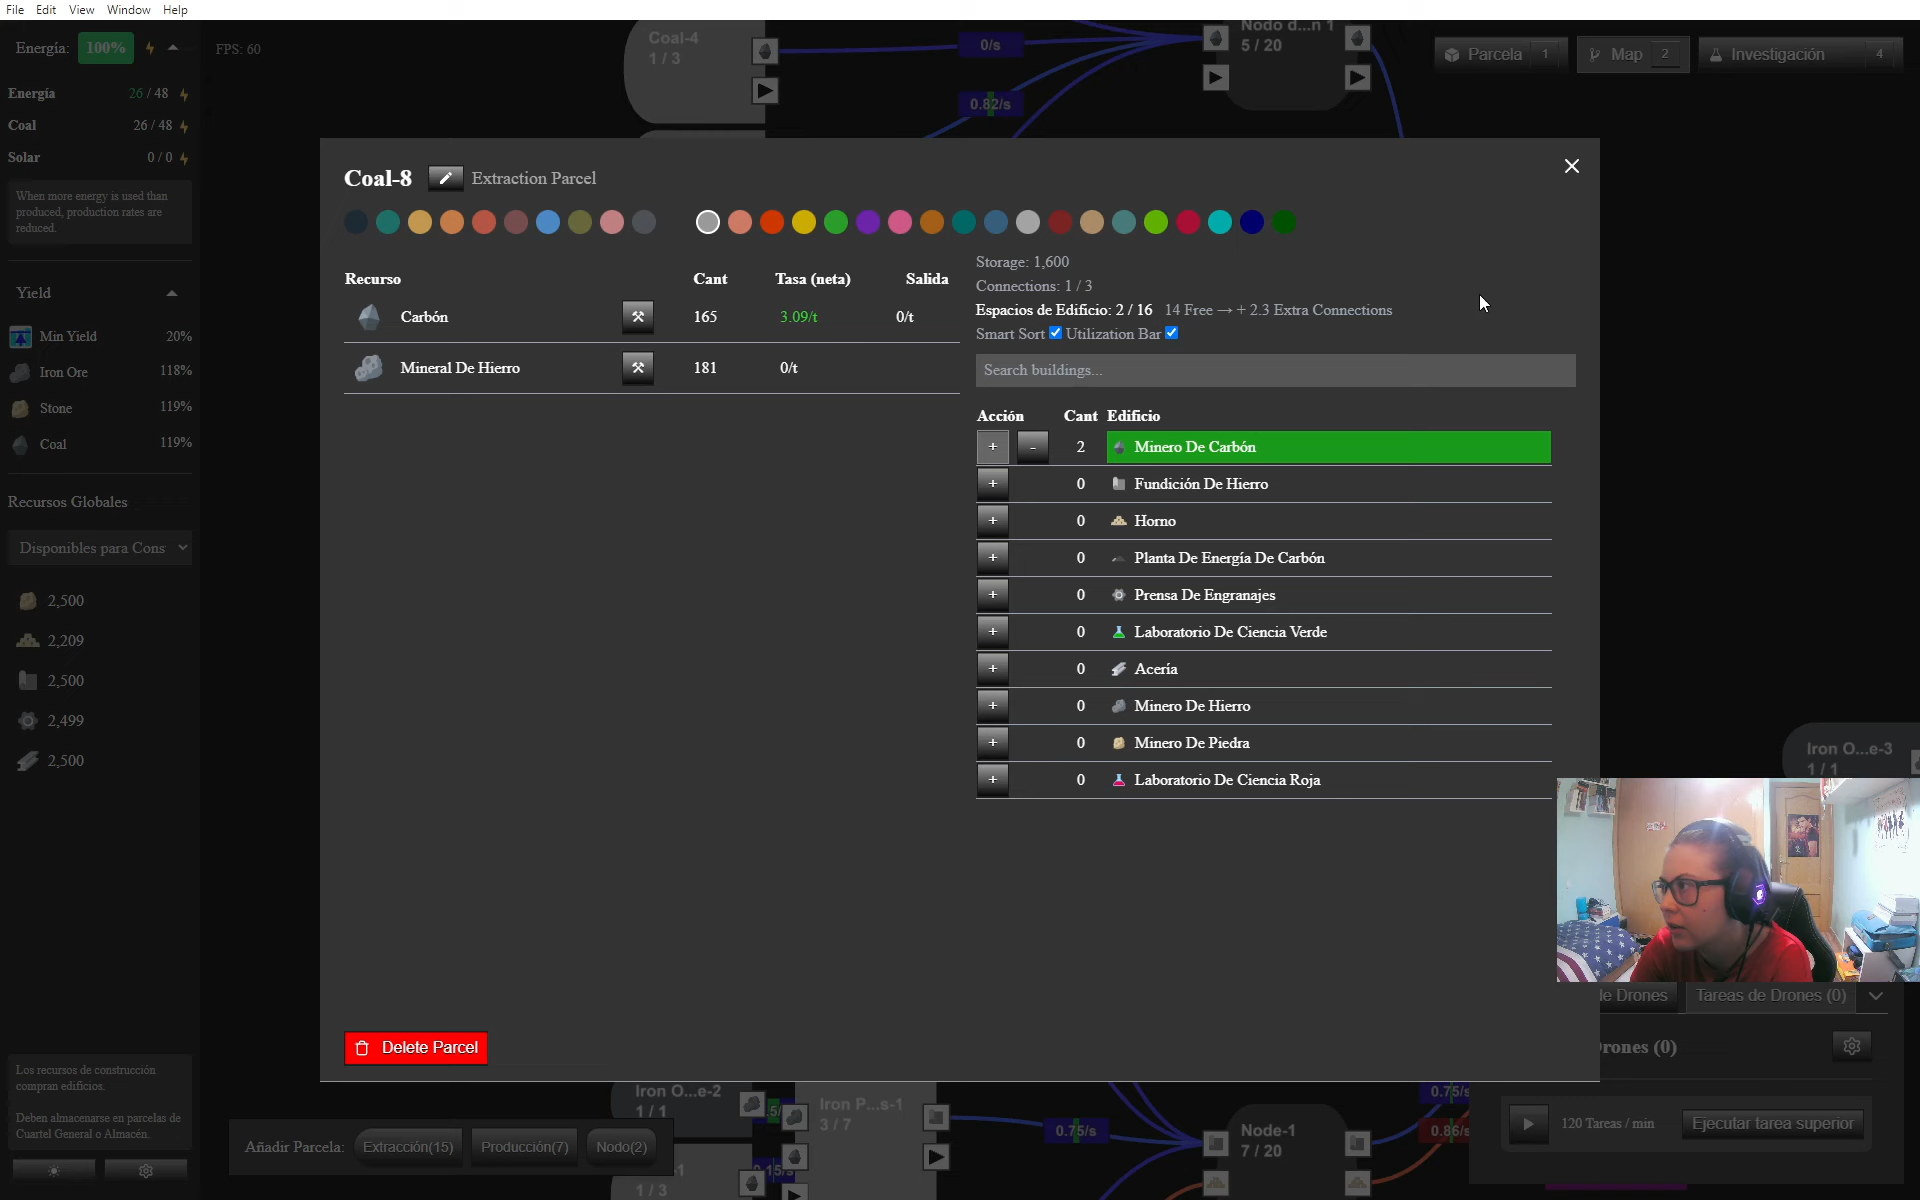 File Edit View Window Help
Energía: 100%
FPS: 60
Energía 26 / 48
Coal 26 / 48
Solar 0 / 0
When more energy is used than
produced, production rates are
reduced.
Yield
Min Yield 20%
Iron Ore 118%
Stone 119%
Coal 119%
Recursos Globales
Disponibles para Cons
2,500
2,209
2,500
2,499
2,500
Los recursos de construcción
compran edificios.
Deben almacenarse en parcelas de
Cuartel General o Almacén.
Coal-4
1 / 3
0/s
0.82/s
Nodo d...n 1
5 / 20
Parcela 1
Map 2
Investigación 4
Coal-8 Extraction Parcel
Recurso Cant Tasa (neta) Salida
Carbón 165 3.09/t 0/t
Mineral De Hierro 181 0/t
Storage: 1,600
Connections: 1 / 3
Espacios de Edificio: 2 / 16 14 Free → + 2.3 Extra Connections
Smart Sort Utilization Bar
Search buildings...
Acción Cant Edificio
+ - 2 Minero De Carbón
+ 0 Fundición De Hierro
+ 0 Horno
+ 0 Planta De Energía De Carbón
+ 0 Prensa De Engranajes
+ 0 Laboratorio De Ciencia Verde
+ 0 Acería
+ 0 Minero De Hierro
+ 0 Minero De Piedra
+ 0 Laboratorio De Ciencia Roja
Delete Parcel
Iron O...e-3
1 / 1
de Drones Tareas de Drones (0)
Drones (0)
120 Tareas / min Ejecutar tarea superior
Iron O...e-2
1 / 1
Iron P...s-1
3 / 7
0.75/s
Node-1
7 / 20
0.75/s
0.86/s
Añadir Parcela: Extracción(15) Producción(7) Nodo(2)
1 / 3